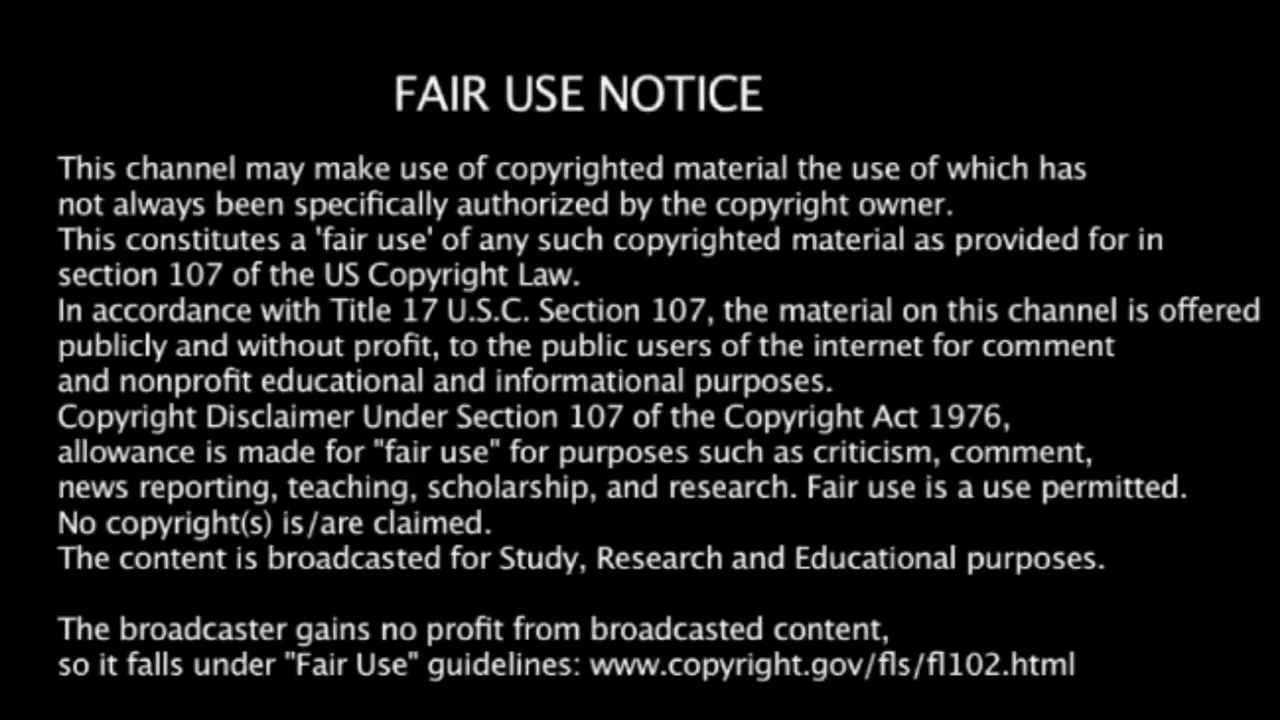 FAIR USE NOTICE
This channel may make use of copyrighted material the use of which has
not always been specifically authorized by the copyright owner.
This constitutes a 'fair use' of any such copyrighted material as provided for in
section 107 of the US Copyright Law.
In accordance with Title 17 U.S.C. Section 107, the material on this channel is offered
publicly and without profit, to the public users of the internet for comment
and nonprofit educational and informational purposes.
Copyright Disclaimer Under Section 107 of the Copyright Act 1976,
allowance is made for "fair use" for purposes such as criticism, comment,
news reporting, teaching, scholarship, and research. Fair use is a use permitted.
No copyright(s) is/are claimed.
The content is broadcasted for Study, Research and Educational purposes.
The broadcaster gains no profit from broadcasted content,
so it falls under "Fair Use" guidelines: www.copyright.gov/fls/fl102.html